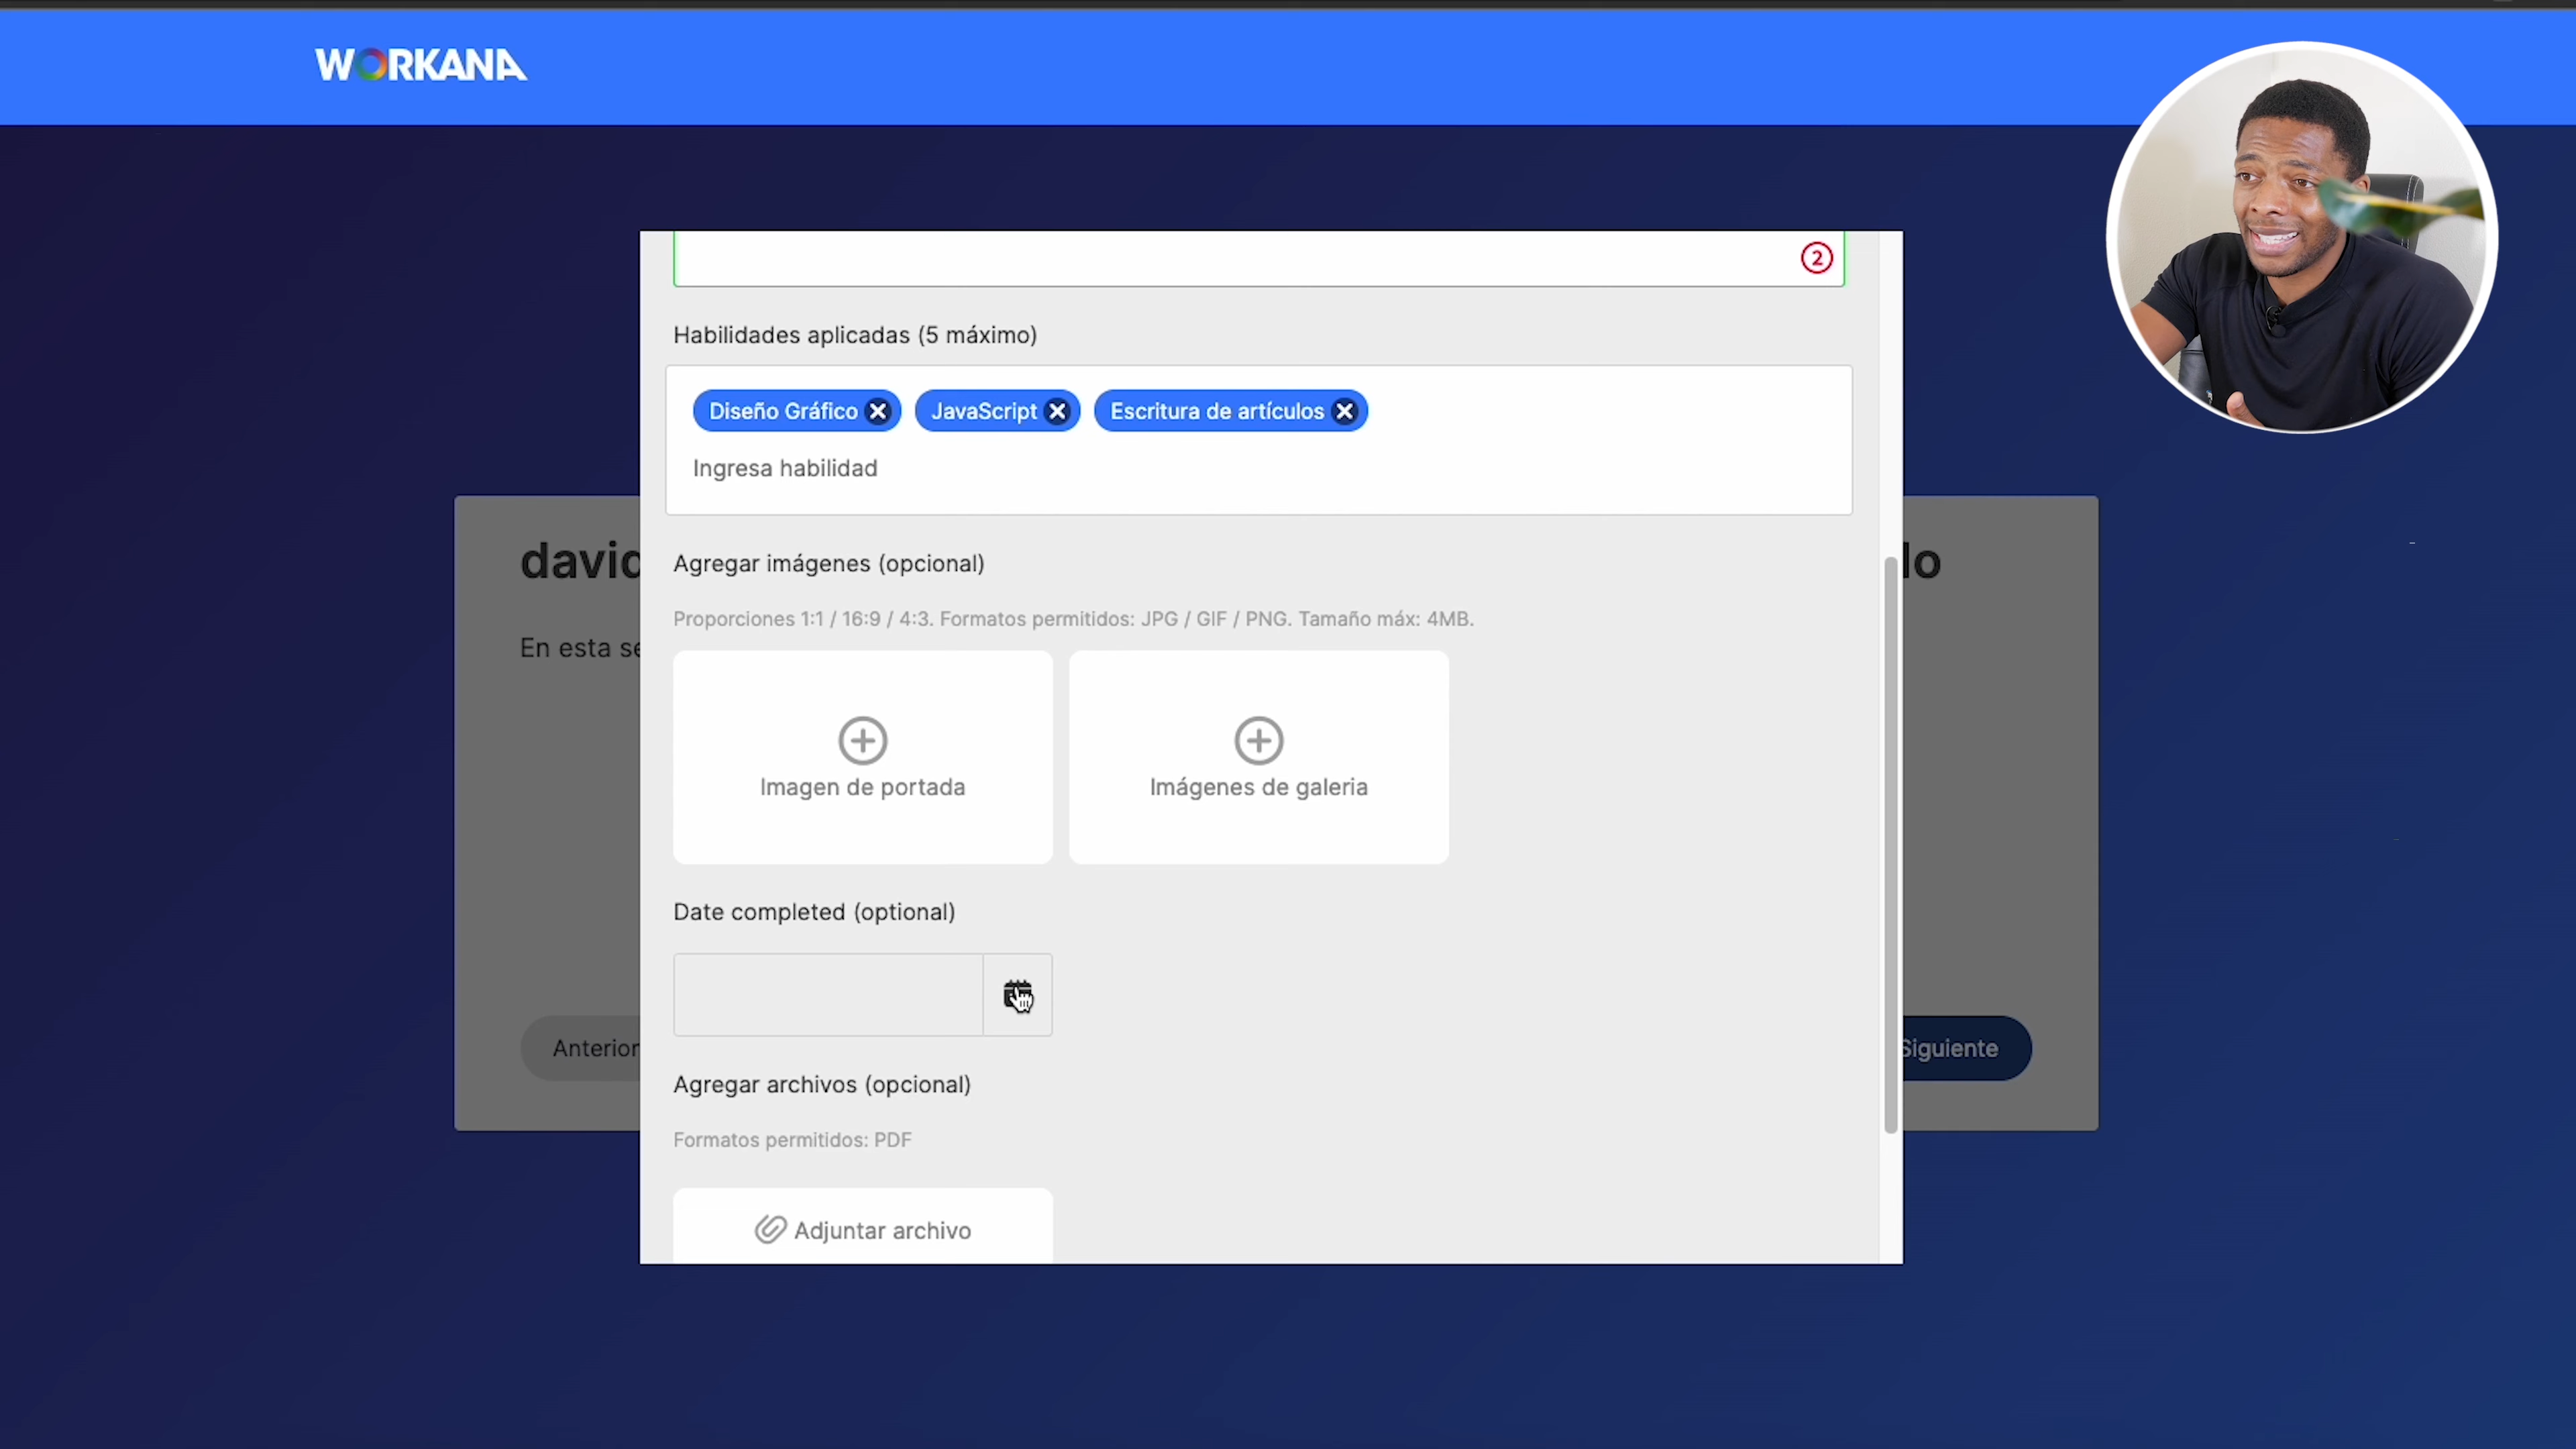 WORKANA
2
Habilidades aplicadas (5 máximo)
Diseño Gráfico JavaScript Escritura de artículos
Ingresa habilidad
Agregar imágenes (opcional)
Proporciones 1:1 / 16:9 / 4:3. Formatos permitidos: JPG / GIF / PNG. Tamaño máx: 4MB.
Imagen de portada Imágenes de galeria
Date completed (optional)
Agregar archivos (opcional)
Formatos permitidos: PDF
Adjuntar archivo
david
lo
En esta se
Anterior
Siguiente